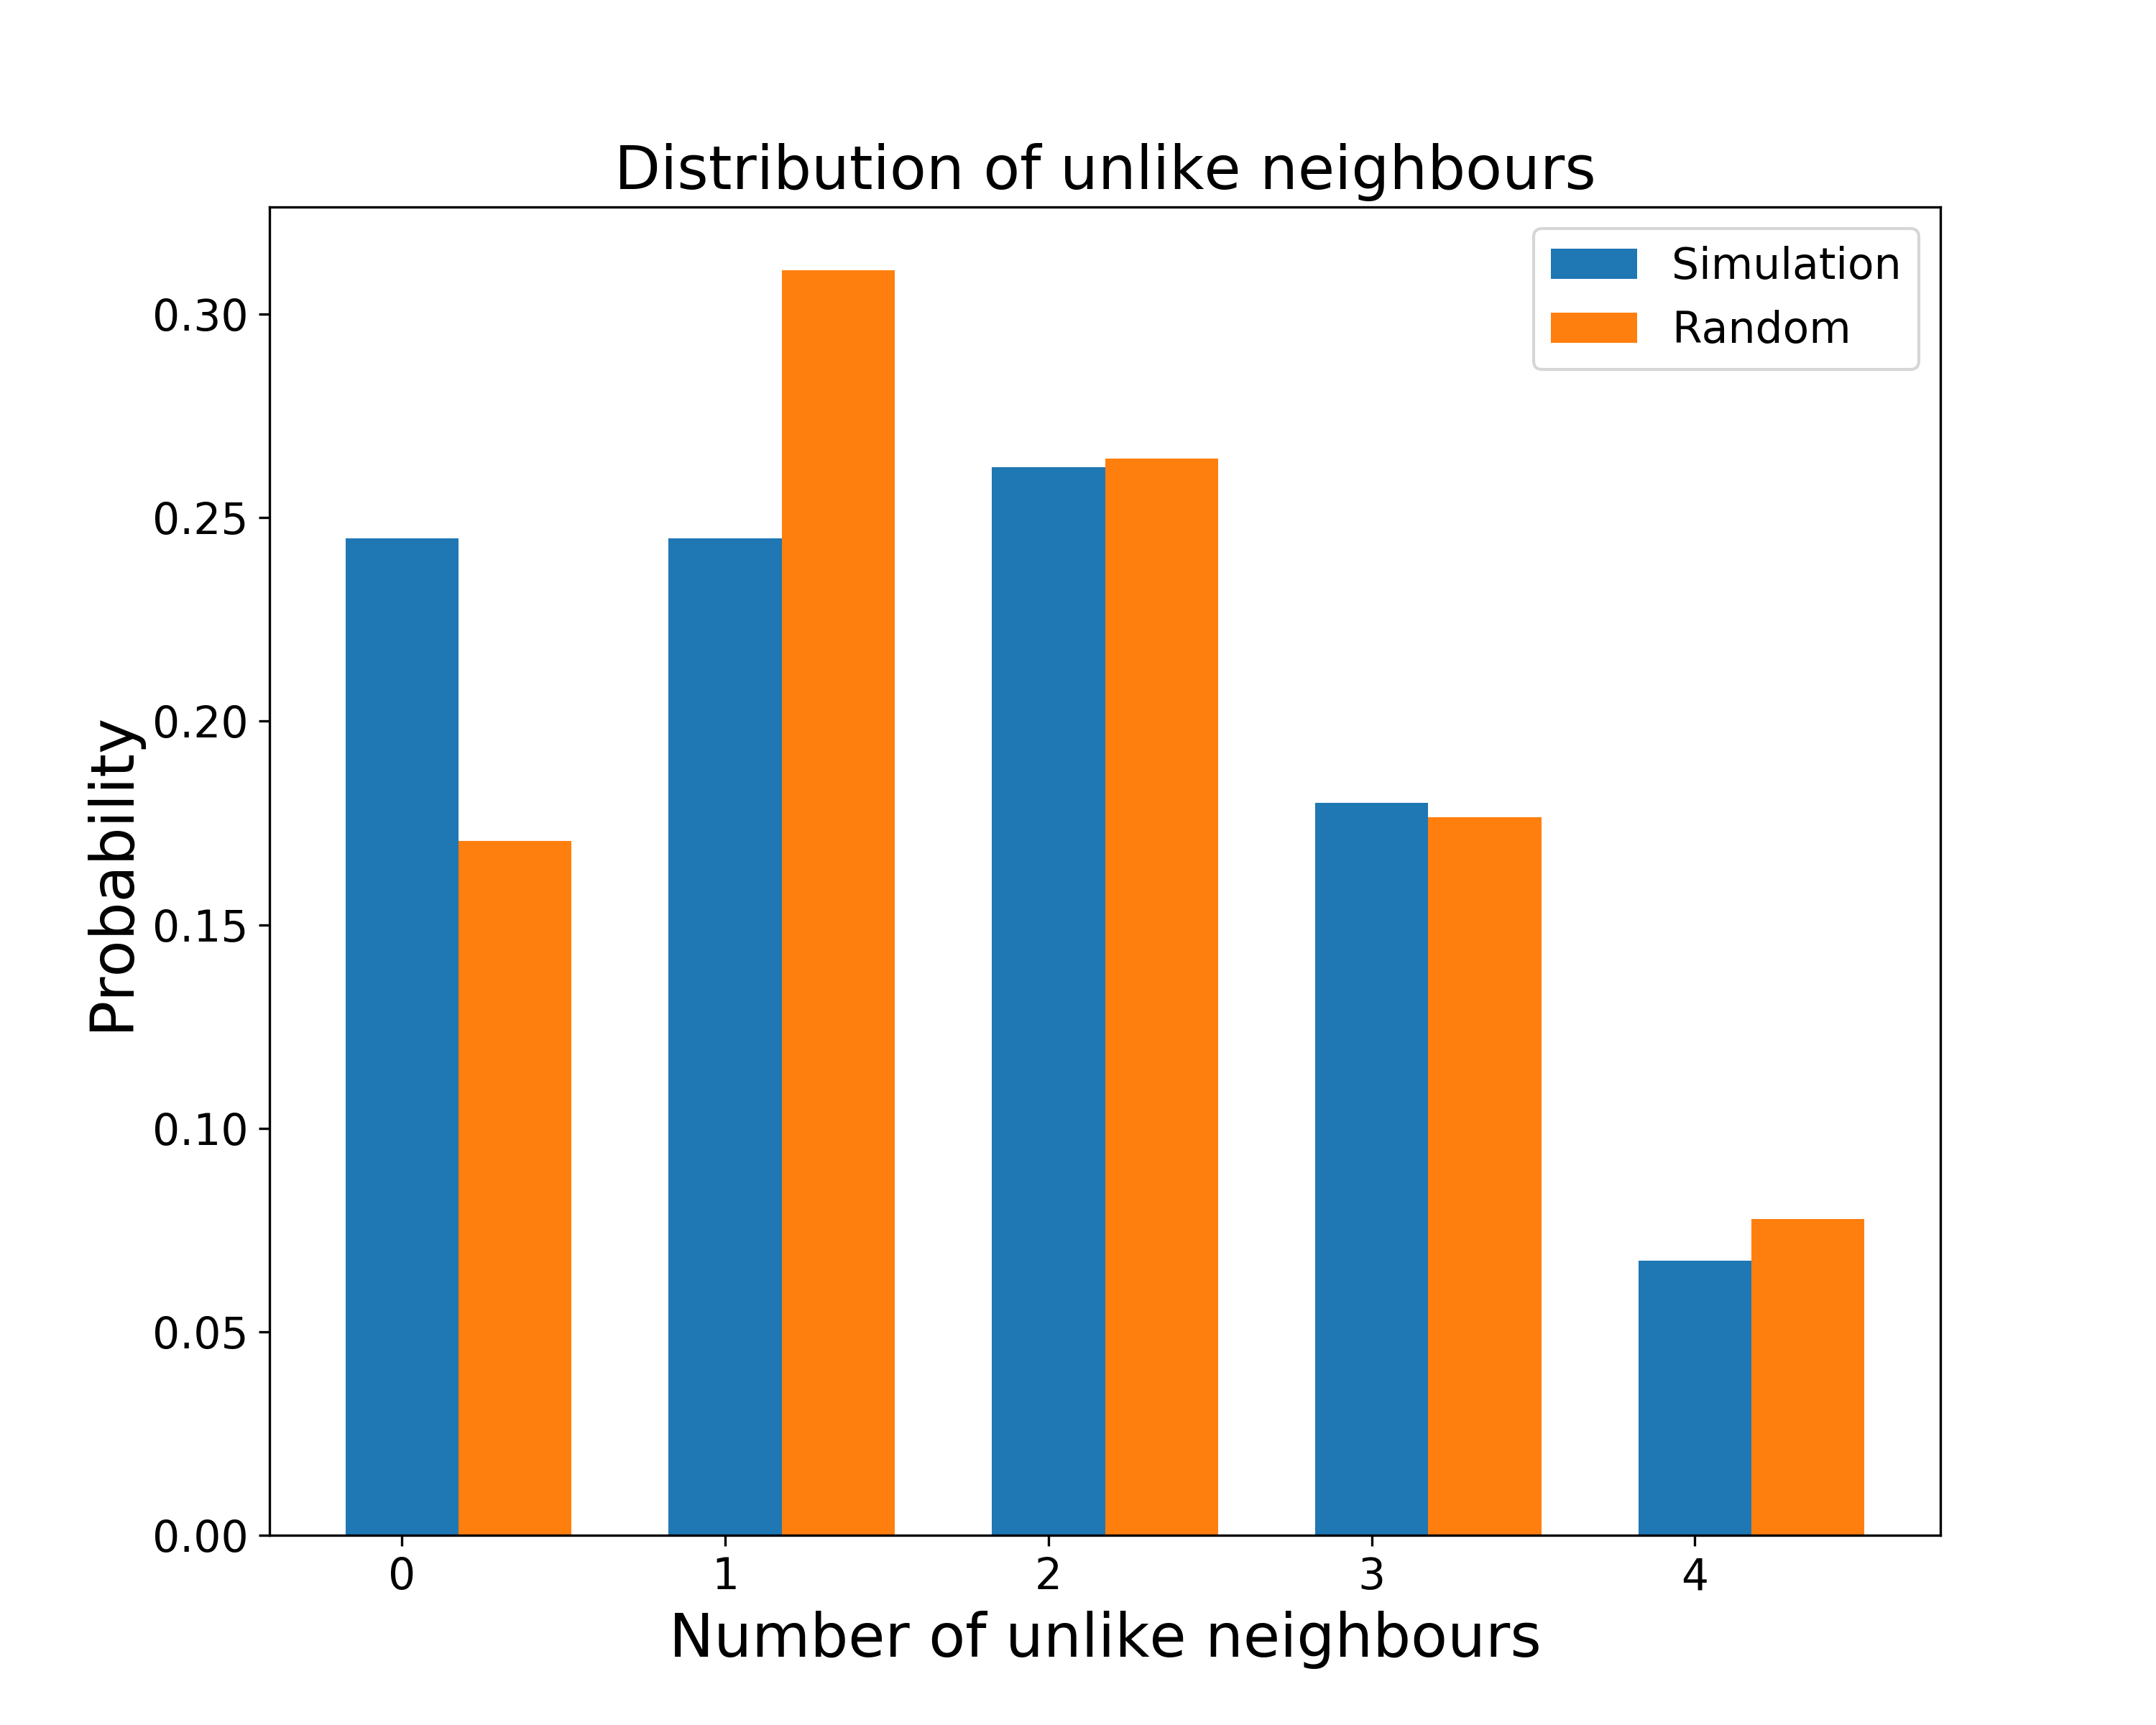 Distribution of unlike neighbours
Simulation
Random
Probability
0.30
0.25
0.20
0.15
0.10
0.05
0.00
0 1 2 3 4
Number of unlike neighbours